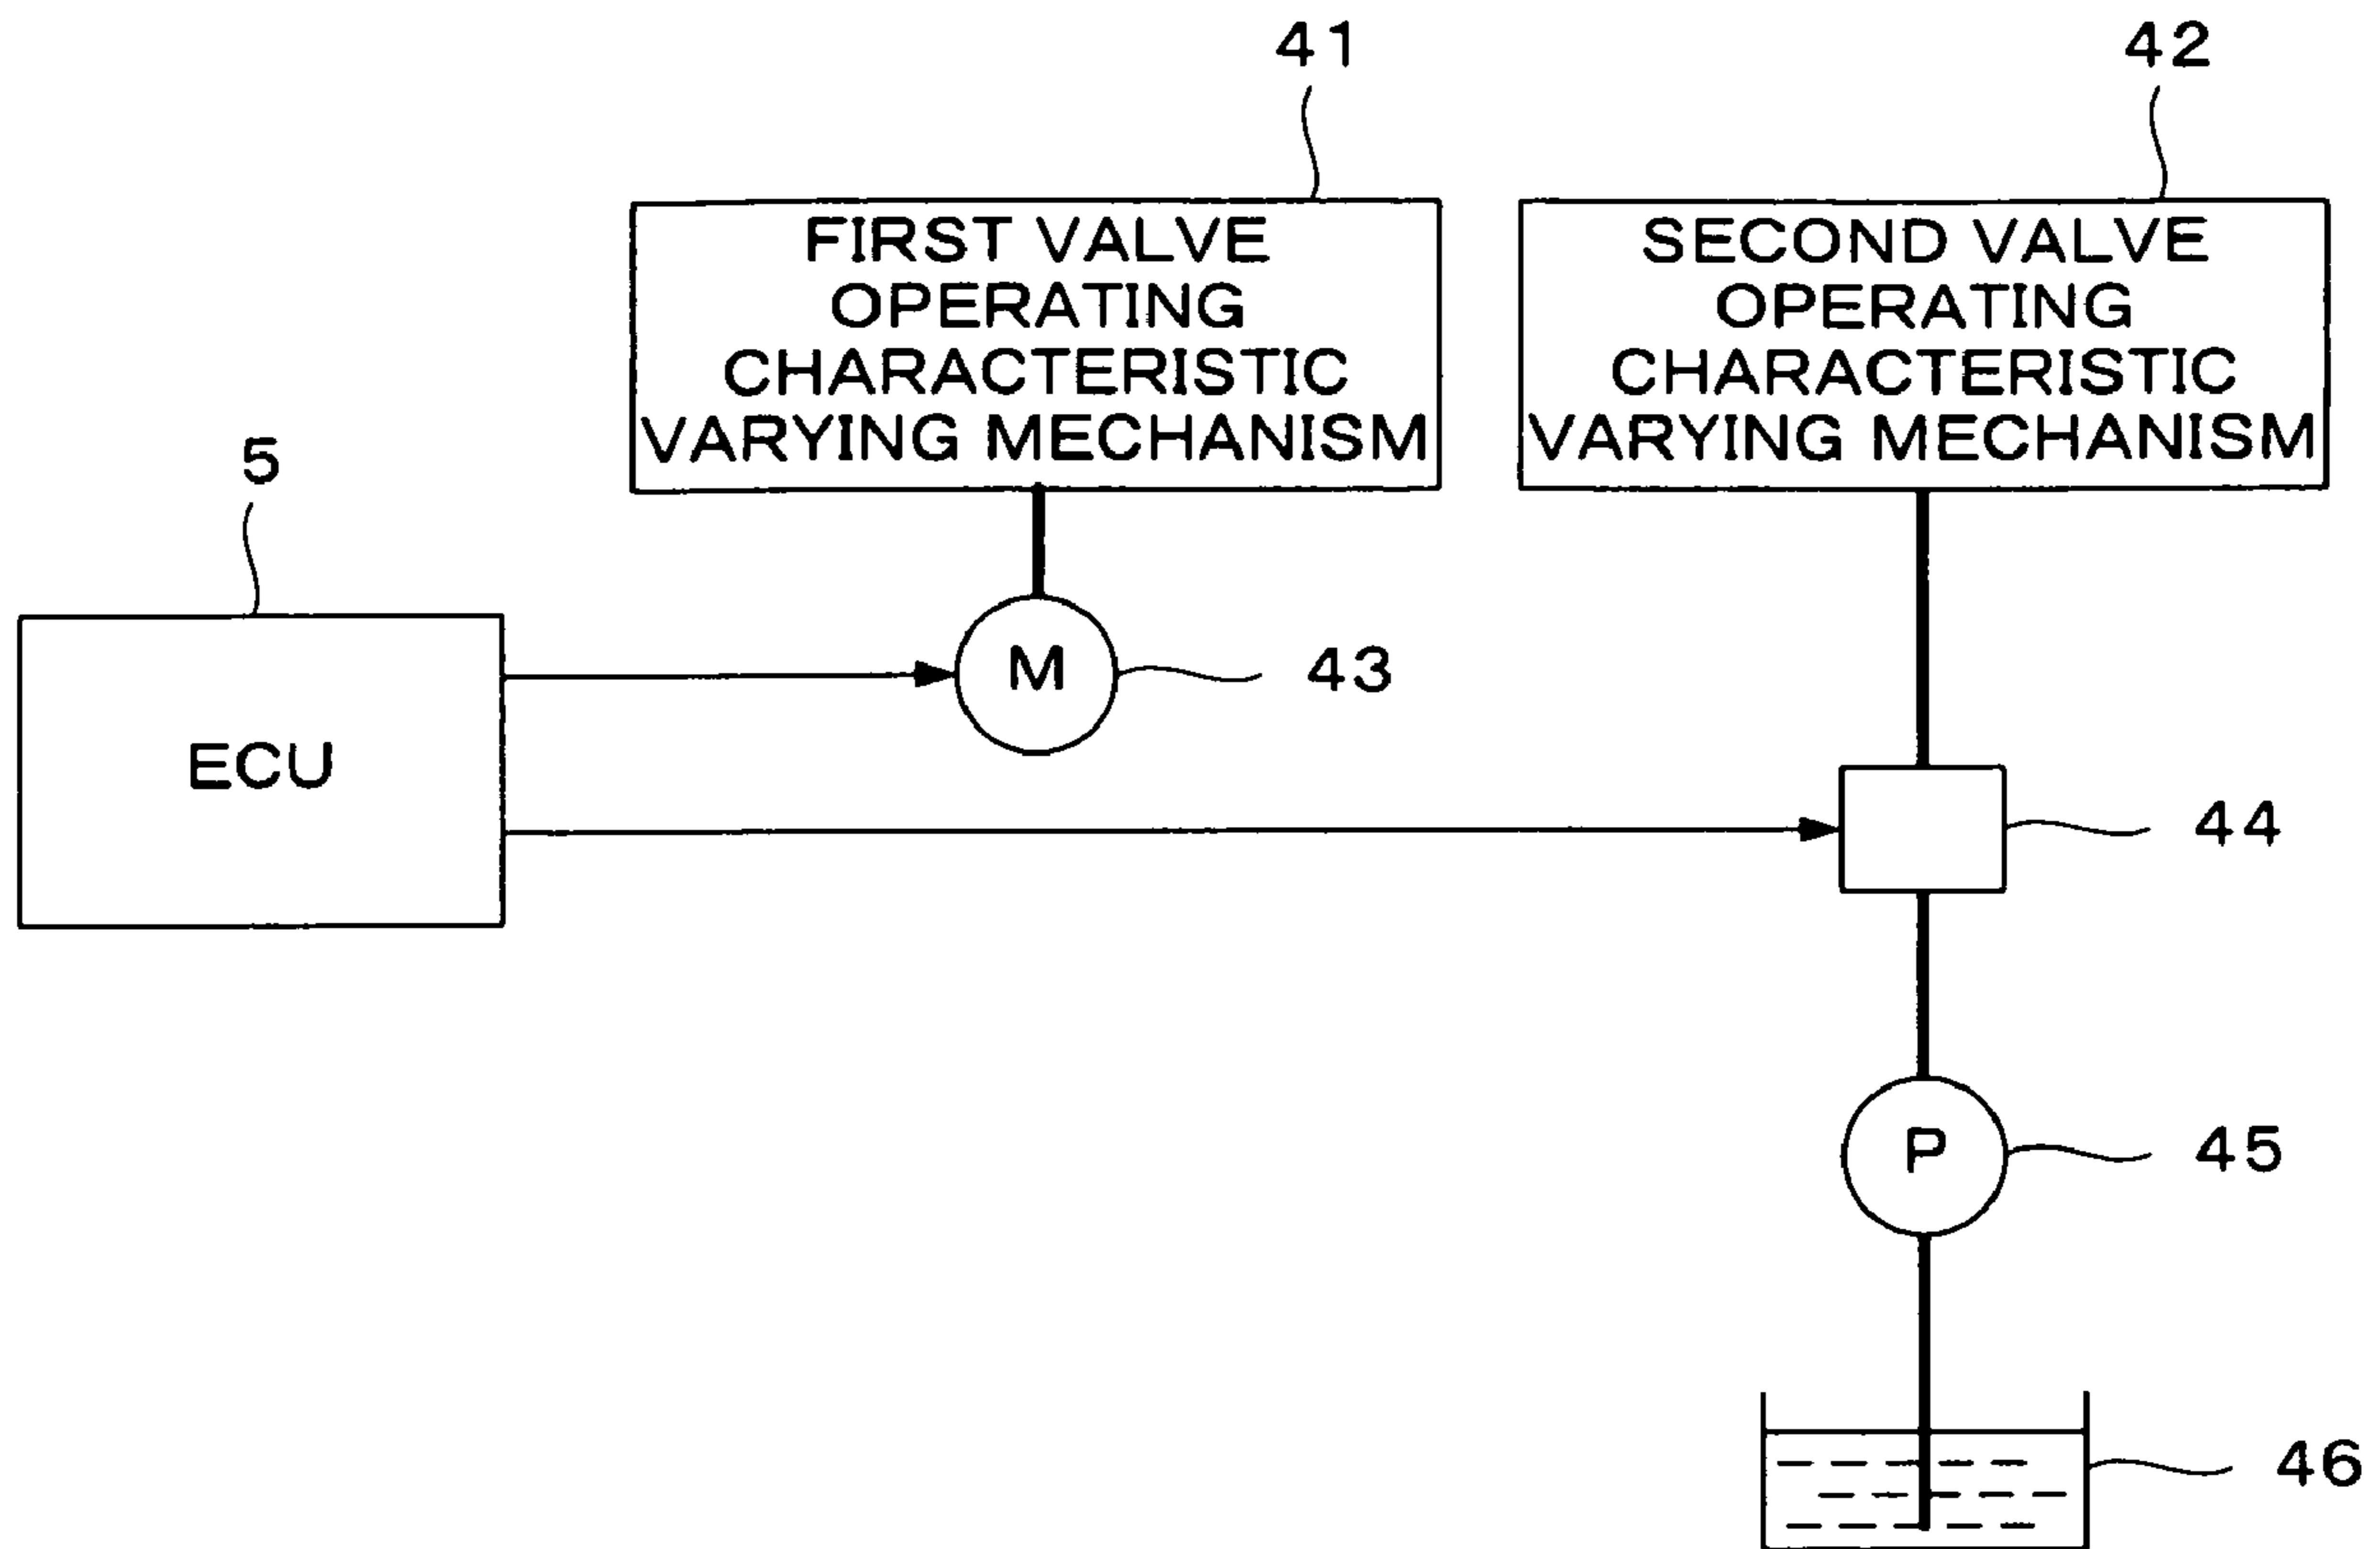 41
42
FIRST VALVE
OPERATING
CHARACTERISTIC
VARYING MECHANISM
SECOND VALVE
OPERATING
CHARACTERISTIC
VARYING MECHANISM
5
M
43
ECU
44
P
45
46